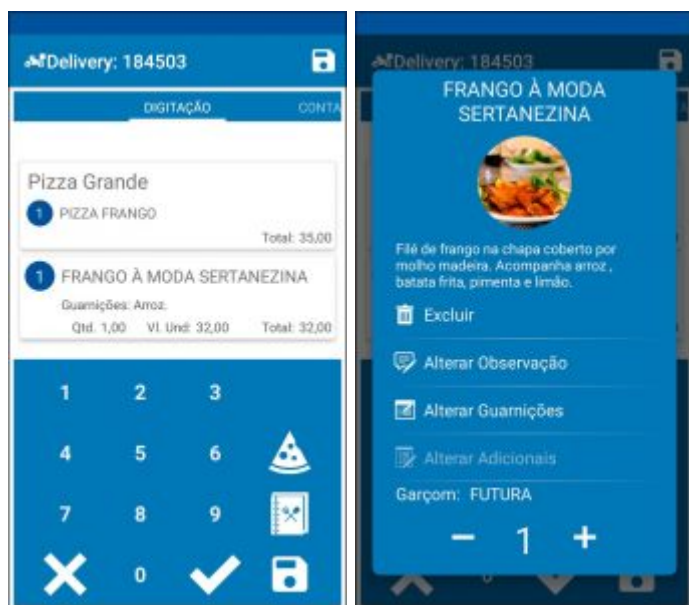 Delivery: 184503
DIGITAÇÃO
CONTA
Pizza Grande
1 PIZZA FRANGO
Total: 35,00
1 FRANGO À MODA SERTANEZINA
Guarnições: Arroz.
Qtd. 1,00 Vl. Und: 32,00 Total: 32,00
1 2 3
4 5 6
7 8 9
0
Delivery: 184503
FRANGO À MODA
SERTANEZINA
Filé de frango na chapa coberto por
molho madeira. Acompanha arroz ,
batata frita, pimenta e limão.
Excluir
Alterar Observação
Alterar Guarnições
Alterar Adicionais
Garçom: FUTURA
1